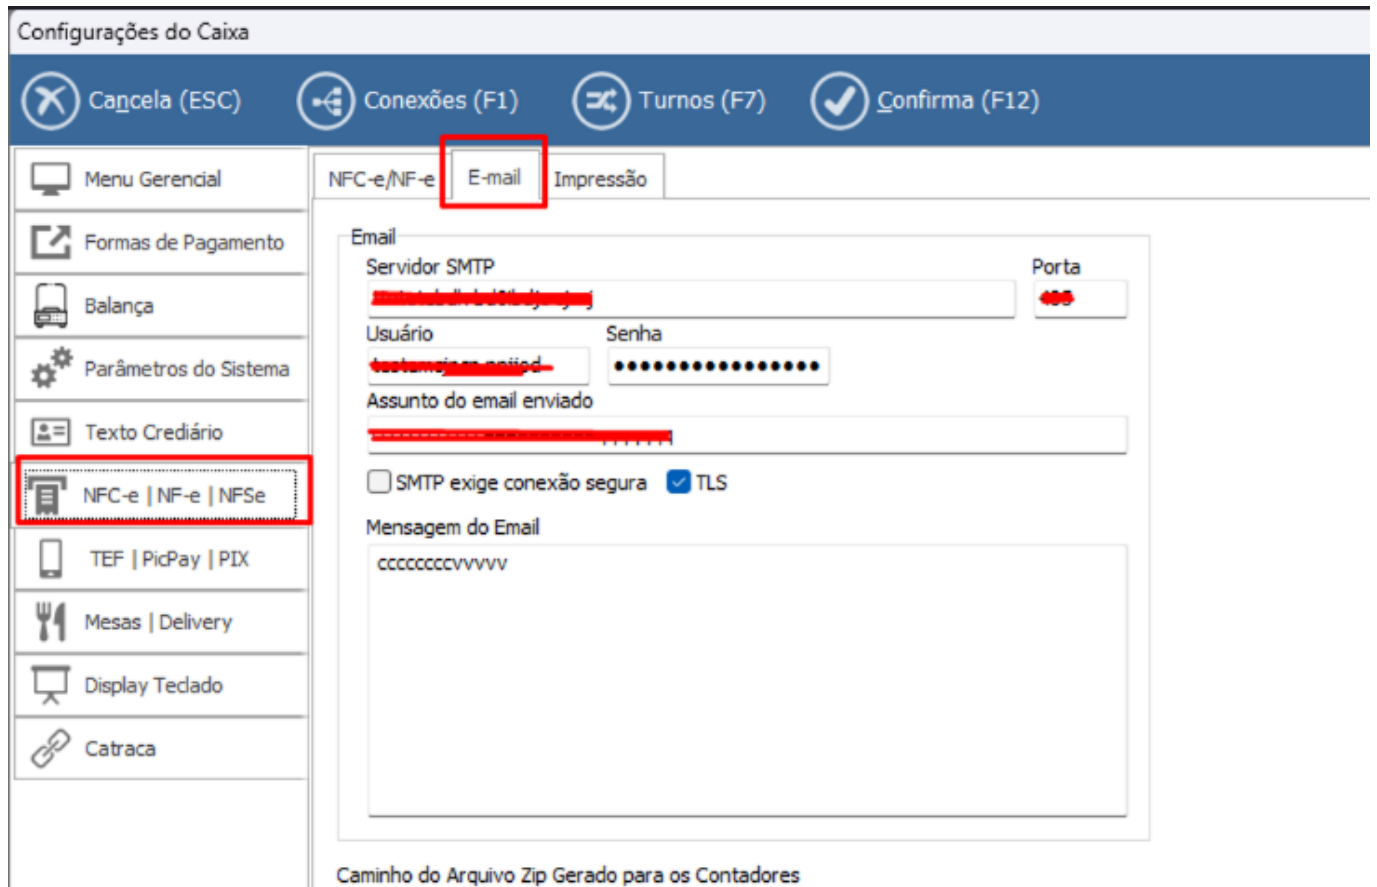 Configurações do Caixa
Cancela (ESC) Conexões (F1) Turnos (F7) Confirma (F12)
Menu Gerencial
Formas de Pagamento
Balança
Parâmetros do Sistema
Texto Crediário
NFC-e | NF-e | NFSe
TEF | PicPay | PIX
Mesas | Delivery
Display Teclado
Catraca
NFC-e/NF-e E-mail Impressão
Email
Servidor SMTP Porta
Usuário Senha
••••••••••••••••
Assunto do email enviado
SMTP exige conexão segura TLS
Mensagem do Email
ccccccccvvvvv
Caminho do Arquivo Zip Gerado para os Contadores